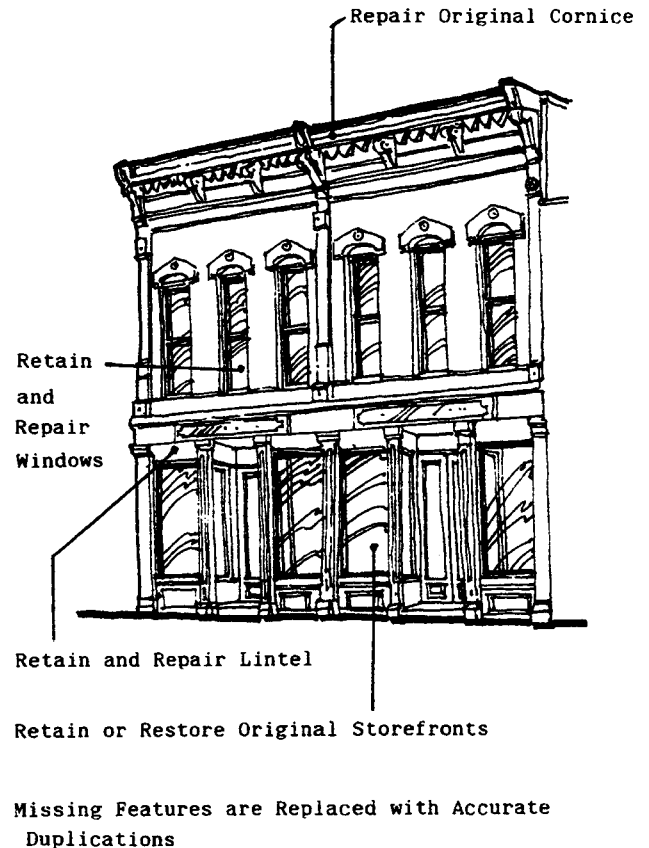 Repair Original Cornice
Retain
and
Repair
Windows
Retain and Repair Lintel
Retain or Restore Original Storefronts
Missing Features are Replaced with Accurate
Duplications